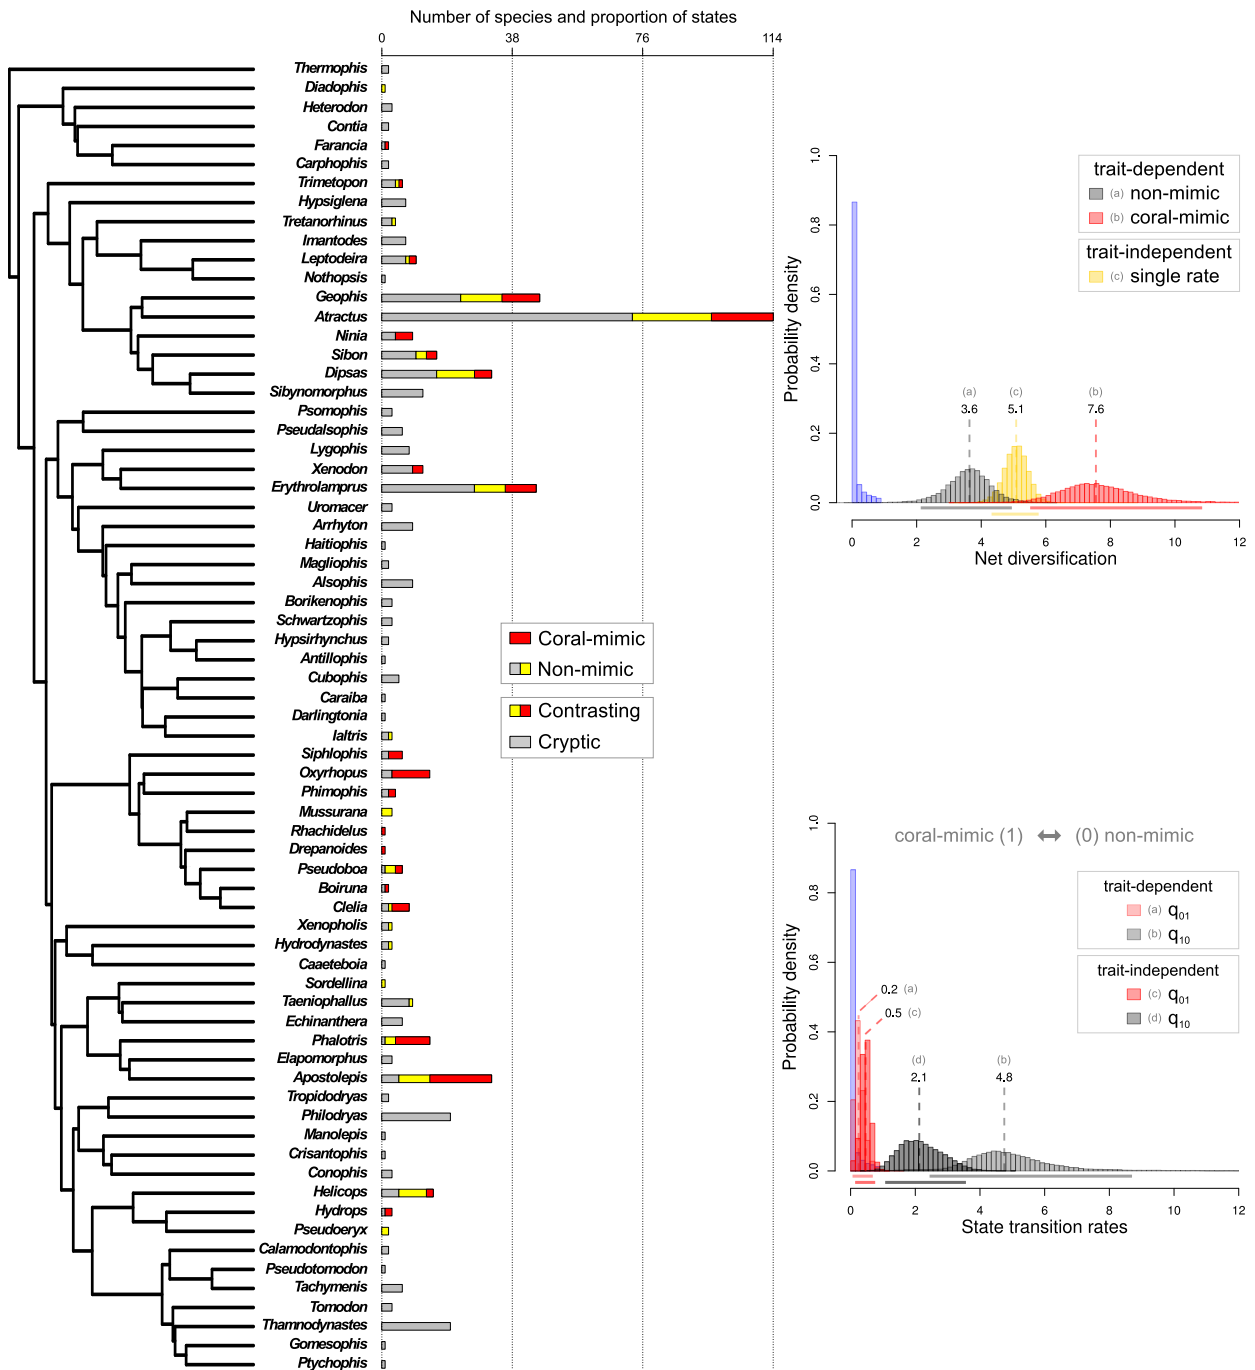 Number of species and proportion of states
0 38 76 114
Thermophis
Diadophis
Heterodon
Contia
Farancia
Carphophis
Trimetopon
Hypsiglena
Tretanorhinus
Imantodes
Leptodeira
Nothopsis
Geophis
Atractus
Ninia
Sibon
Dipsas
Sibynomorphus
Psomophis
Pseudalsophis
Lygophis
Xenodon
Erythrolamprus
Uromacer
Arrhyton
Haitiophis
Magliophis
Alsophis
Borikenophis
Schwartzophis
Hypsirhynchus
Antillophis
Cubophis
Caraiba
Darlingtonia
Ialtris
Siphlophis
Oxyrhopus
Phimophis
Mussurana
Rhachidelus
Drepanoides
Pseudoboa
Boiruna
Clelia
Xenopholis
Hydrodynastes
Caaeteboia
Sordellina
Taeniophallus
Echinanthera
Phalotris
Elapomorphus
Apostolepis
Tropidodryas
Philodryas
Manolepis
Crisantophis
Conophis
Helicops
Hydrops
Pseudoeryx
Calamodontophis
Pseudotomodon
Tachymenis
Tomodon
Thamnodynastes
Gomesophis
Ptychophis
Coral-mimic
Non-mimic
Contrasting
Cryptic
Probability density
1.0
0.8
0.6
0.4
0.2
0.0
trait-dependent
(a) non-mimic
(b) coral-mimic
trait-independent
(c) single rate
(a) (c) (b)
3.6 5.1 7.6
0 2 4 6 8 10 12
Net diversification
Probability density
1.0
0.8
0.6
0.4
0.2
0.0
coral-mimic (1) ↔ (0) non-mimic
trait-dependent
(a) q01
(b) q10
trait-independent
(c) q01
(d) q10
0.2 (a)
0.5 (c)
(d) (b)
2.1 4.8
0 2 4 6 8 10 12
State transition rates